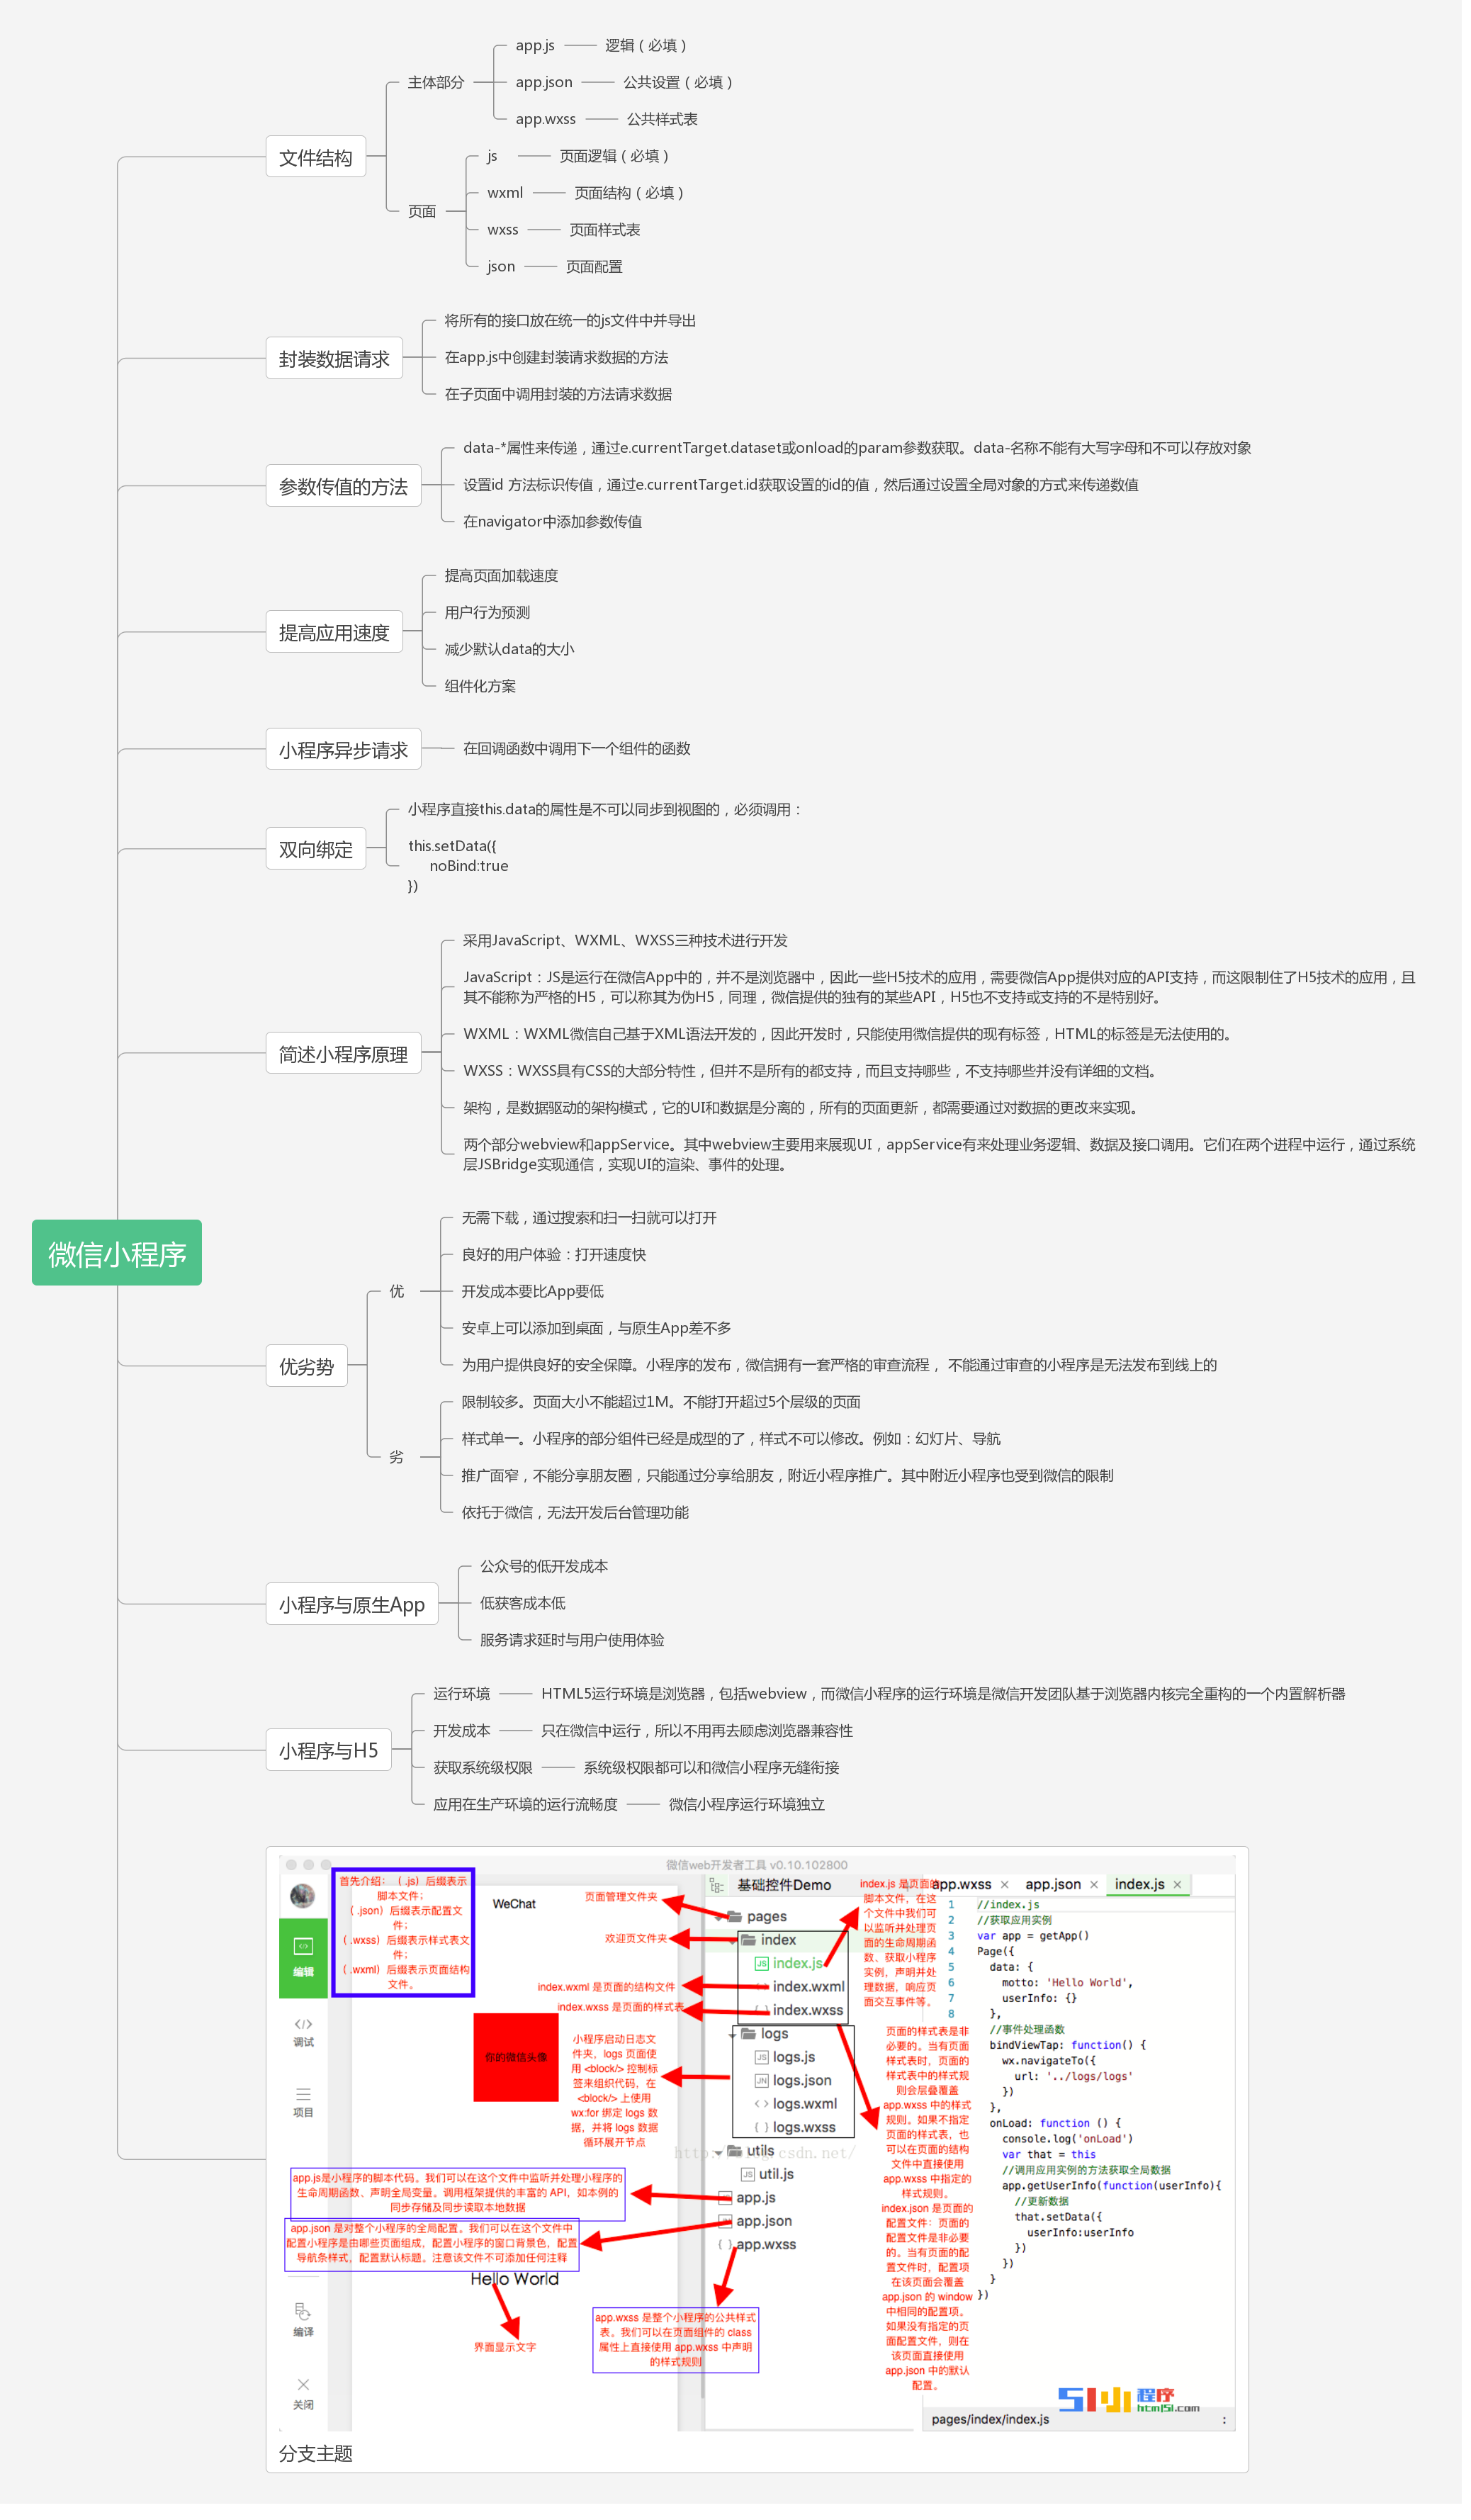 微信小程序
文件结构
主体部分
app.js
逻辑（必填）
app.json
公共设置（必填）
app.wxss
公共样式表
页面
js
页面逻辑（必填）
wxml
页面结构（必填）
wxss
页面样式表
json
页面配置
封装数据请求
将所有的接口放在统一的js文件中并导出
在app.js中创建封装请求数据的方法
在子页面中调用封装的方法请求数据
参数传值的方法
data-*属性来传递，通过e.currentTarget.dataset或onload的param参数获取。data-名称不能有大写字母和不可以存放对象
设置id 方法标识传值，通过e.currentTarget.id获取设置的id的值，然后通过设置全局对象的方式来传递数值
在navigator中添加参数传值
提高应用速度
提高页面加载速度
用户行为预测
减少默认data的大小
组件化方案
小程序异步请求
在回调函数中调用下一个组件的函数
双向绑定
小程序直接this.data的属性是不可以同步到视图的，必须调用：
this.setData({
noBind:true
})
简述小程序原理
采用JavaScript、WXML、WXSS三种技术进行开发
JavaScript：JS是运行在微信App中的，并不是浏览器中，因此一些H5技术的应用，需要微信App提供对应的API支持，而这限制住了H5技术的应用，且
其不能称为严格的H5，可以称其为伪H5，同理，微信提供的独有的某些API，H5也不支持或支持的不是特别好。
WXML：WXML微信自己基于XML语法开发的，因此开发时，只能使用微信提供的现有标签，HTML的标签是无法使用的。
WXSS：WXSS具有CSS的大部分特性，但并不是所有的都支持，而且支持哪些，不支持哪些并没有详细的文档。
架构，是数据驱动的架构模式，它的UI和数据是分离的，所有的页面更新，都需要通过对数据的更改来实现。
两个部分webview和appService。其中webview主要用来展现UI，appService有来处理业务逻辑、数据及接口调用。它们在两个进程中运行，通过系统
层JSBridge实现通信，实现UI的渲染、事件的处理。
优劣势
优
无需下载，通过搜索和扫一扫就可以打开
良好的用户体验：打开速度快
开发成本要比App要低
安卓上可以添加到桌面，与原生App差不多
为用户提供良好的安全保障。小程序的发布，微信拥有一套严格的审查流程， 不能通过审查的小程序是无法发布到线上的
劣
限制较多。页面大小不能超过1M。不能打开超过5个层级的页面
样式单一。小程序的部分组件已经是成型的了，样式不可以修改。例如：幻灯片、导航
推广面窄，不能分享朋友圈，只能通过分享给朋友，附近小程序推广。其中附近小程序也受到微信的限制
依托于微信，无法开发后台管理功能
小程序与原生App
公众号的低开发成本
低获客成本低
服务请求延时与用户使用体验
小程序与H5
运行环境
HTML5运行环境是浏览器，包括webview，而微信小程序的运行环境是微信开发团队基于浏览器内核完全重构的一个内置解析器
开发成本
只在微信中运行，所以不用再去顾虑浏览器兼容性
获取系统级权限
系统级权限都可以和微信小程序无缝衔接
应用在生产环境的运行流畅度
微信小程序运行环境独立
微信web开发者工具 v0.10.102800
编辑
调试
项目
编译
关闭
首先介绍：（.js）后缀表示
脚本文件；
（.json）后缀表示配置文
件；
（.wxss）后缀表示样式表文
件；
（.wxml）后缀表示页面结构
文件。
WeChat
页面管理文件夹
欢迎页文件夹
index.wxml 是页面的结构文件
index.wxss 是页面的样式表
你的微信头像
小程序启动日志文
件夹，logs 页面使
用 <block/> 控制标
签来组织代码，在
<block/> 上使用
wx:for 绑定 logs 数
据，并将 logs 数据
循环展开节点
app.js是小程序的脚本代码。我们可以在这个文件中监听并处理小程序的
生命周期函数、声明全局变量。调用框架提供的丰富的 API，如本例的
同步存储及同步读取本地数据
app.json 是对整个小程序的全局配置。我们可以在这个文件中
配置小程序是由哪些页面组成，配置小程序的窗口背景色，配置
导航条样式，配置默认标题。注意该文件不可添加任何注释
Hello World
界面显示文字
app.wxss 是整个小程序的公共样式
表。我们可以在页面组件的 class
属性上直接使用 app.wxss 中声明
的样式规则
基础控件Demo
pages
index
index.js
index.wxml
index.wxss
logs
logs.js
logs.json
logs.wxml
logs.wxss
utils
util.js
app.js
app.json
app.wxss
index.js 是页面的
脚本文件，在这
个文件中我们可
以监听并处理页
面的生命周期函
数、获取小程序
实例，声明并处
理数据，响应页
面交互事件等。
页面的样式表是非
必要的。当有页面
样式表时，页面的
样式表中的样式规
则会层叠覆盖
app.wxss 中的样式
规则。如果不指定
页面的样式表，也
可以在页面的结构
文件中直接使用
app.wxss 中指定的
样式规则。
index.json 是页面的
配置文件：页面的
配置文件是非必要
的。当有页面的配
置文件时，配置项
在该页面会覆盖
app.json 的 window
中相同的配置项。
如果没有指定的页
面配置文件，则在
该页面直接使用
app.json 中的默认
配置。
app.wxss
app.json
index.js
1 //index.js
2 //获取应用实例
3 var app = getApp()
4 Page({
5 data: {
6 motto: 'Hello World',
7 userInfo: {}
8 },
//事件处理函数
bindViewTap: function() {
wx.navigateTo({
url: '../logs/logs'
})
},
onLoad: function () {
console.log('onLoad')
var that = this
//调用应用实例的方法获取全局数据
app.getUserInfo(function(userInfo){
//更新数据
that.setData({
userInfo:userInfo
})
})
}
})
51小程序
html51.com
pages/index/index.js
分支主题